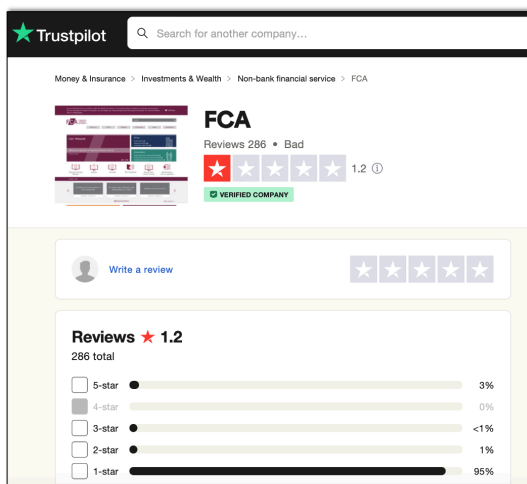 Trustpilot
Search for another company...
Money & Insurance > Investments & Wealth > Non-bank financial service > FCA
FCA
Reviews 286 • Bad
1.2
VERIFIED COMPANY
Write a review
Reviews ★ 1.2
286 total
5-star 3%
4-star 0%
3-star <1%
2-star 1%
1-star 95%